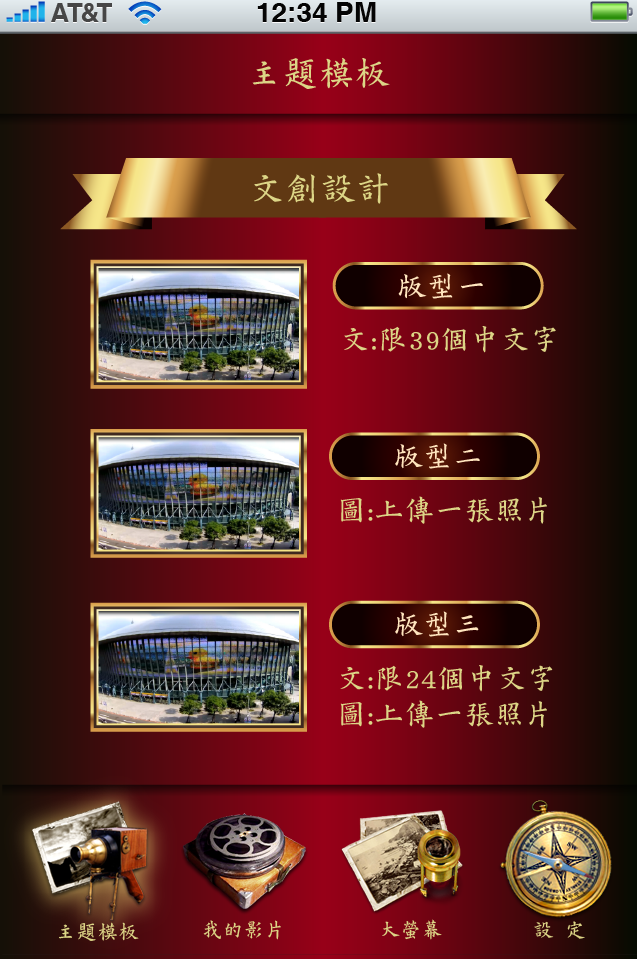 AT&T 12:34 PM
主題模板
文創設計
版型一
文:限39個中文字
版型二
圖:上傳一張照片
版型三
文:限24個中文字
圖:上傳一張照片
主題模板 我的影片 大螢幕 設 定